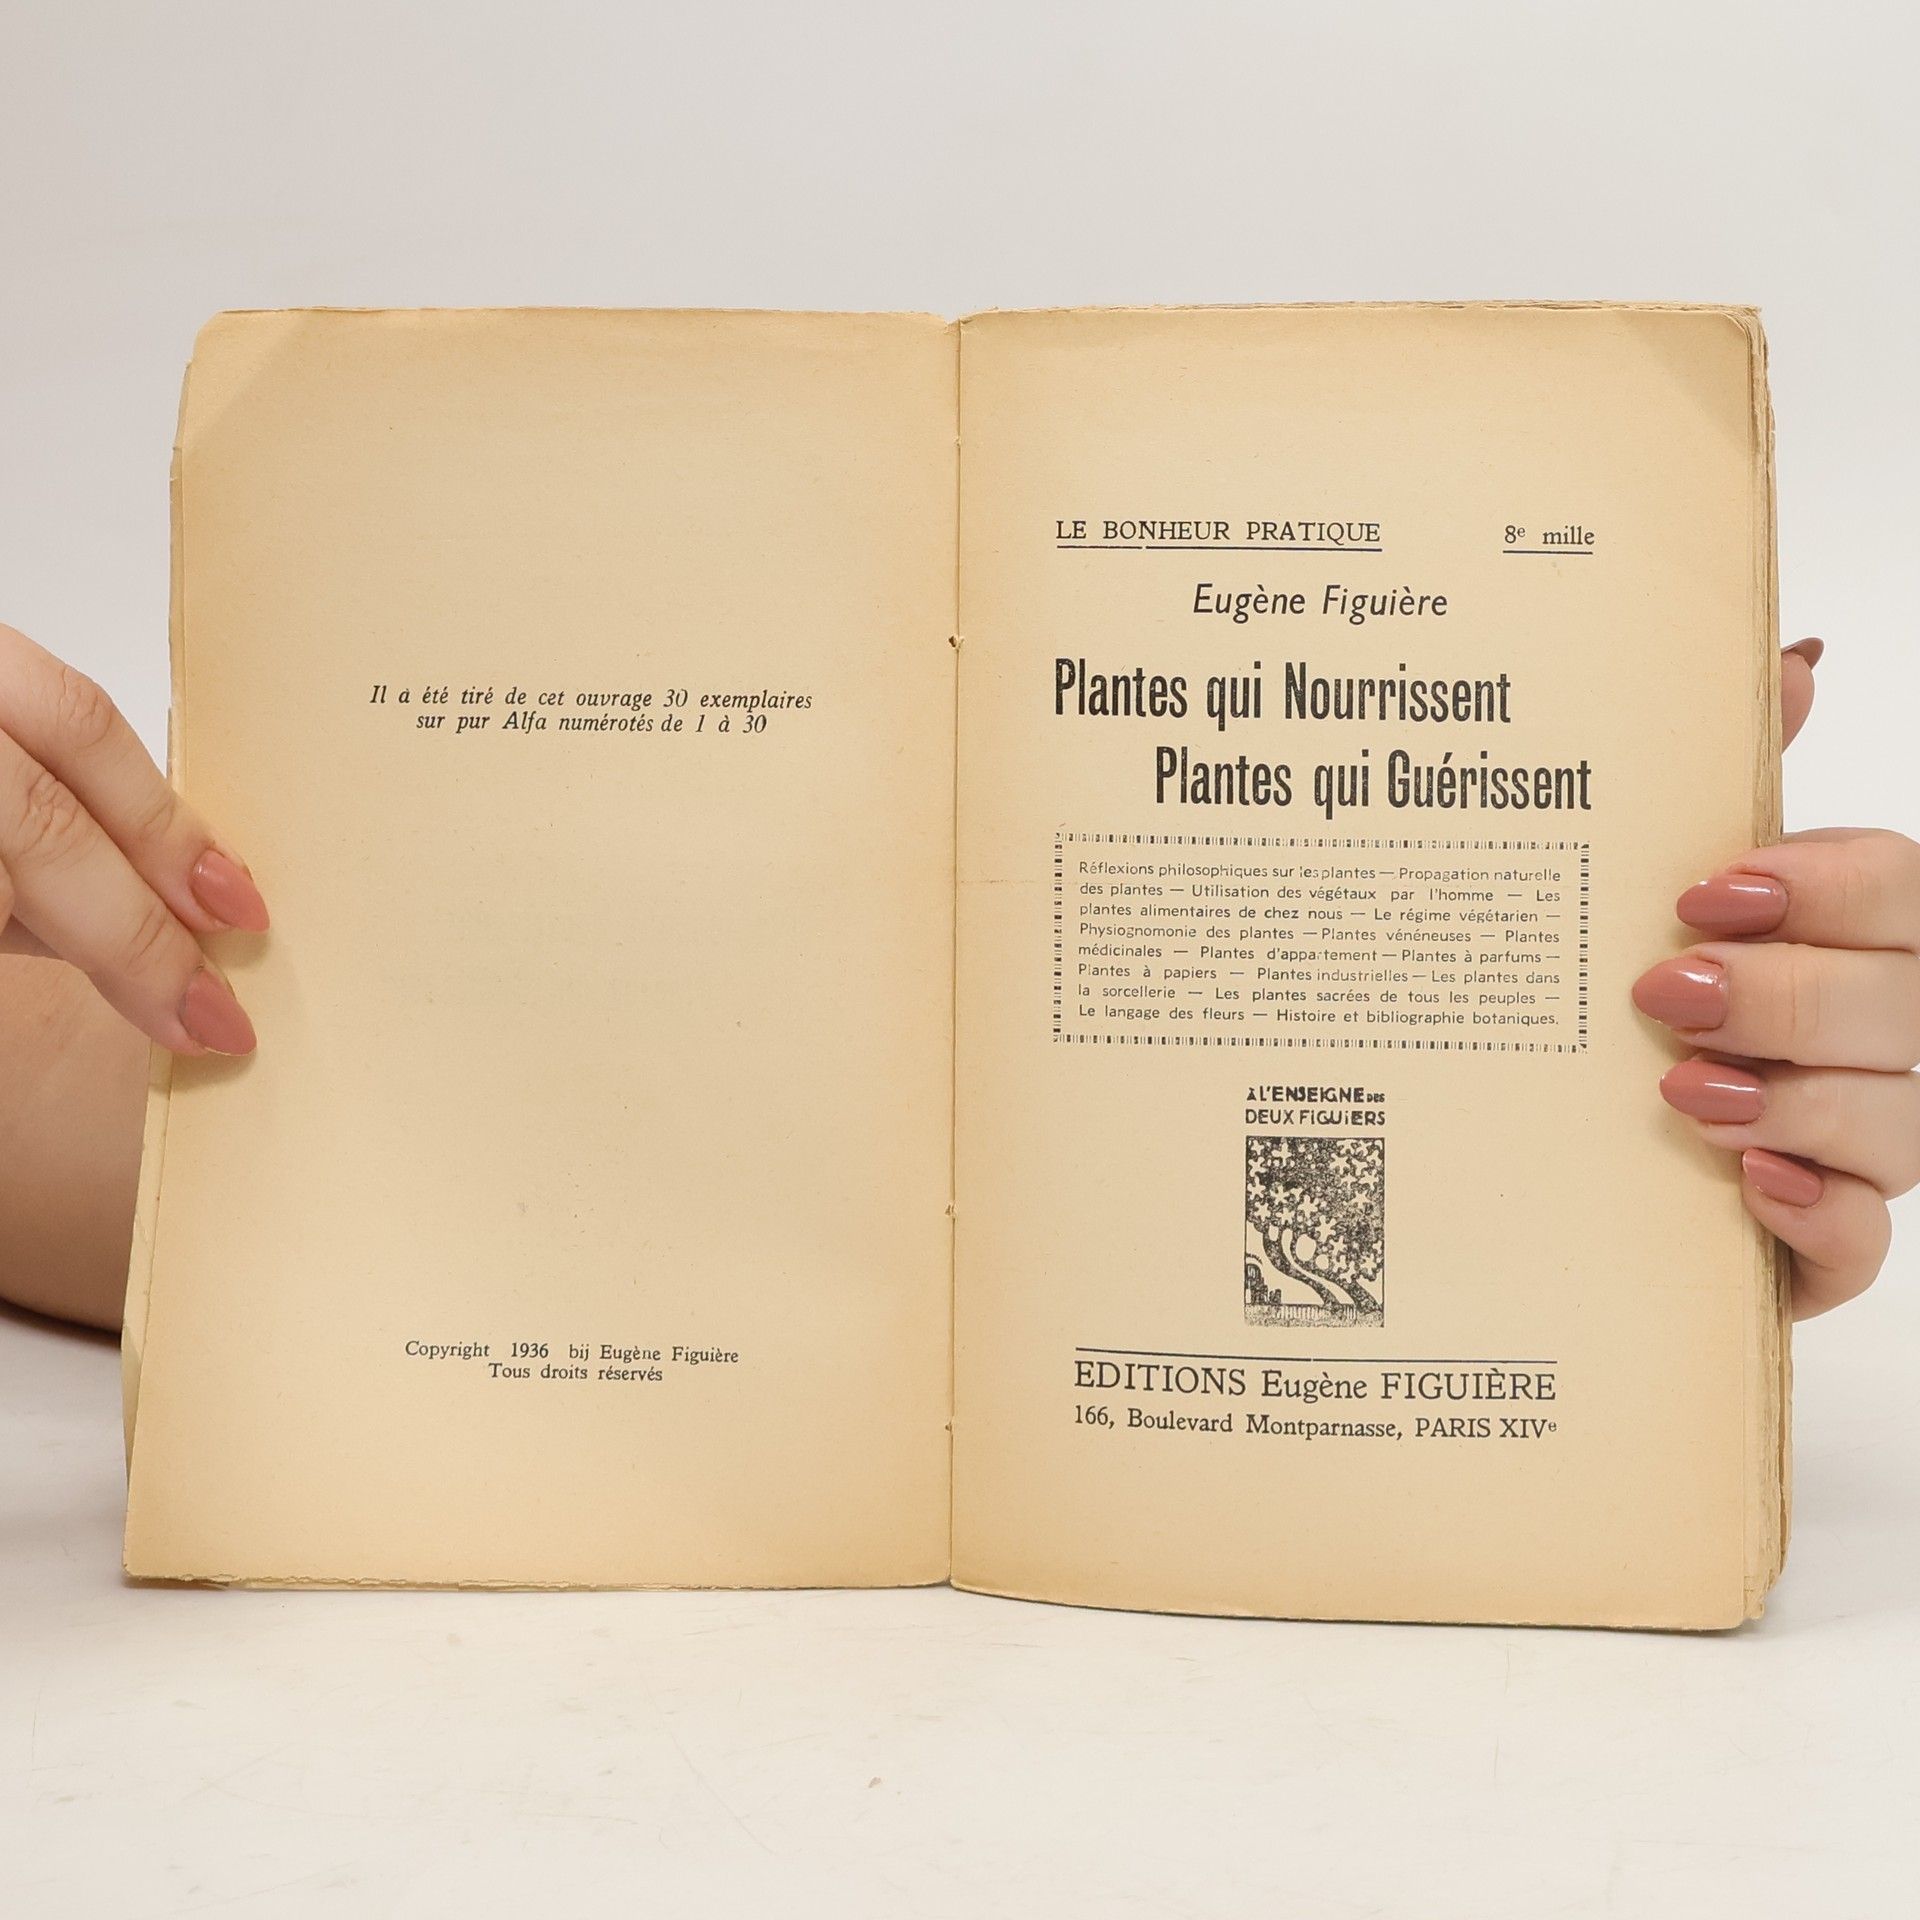 Il à été tiré de cet ouvrage 30 exemplaires
sur pur Alfa numérotés de 1 à 30
Copyright 1936 bij Eugène Figuière
Tous droits réservés
LE BONHEUR PRATIQUE 8e mille
Eugène Figuière
Plantes qui Nourrissent
Plantes qui Guérissent
Réflexions philosophiques sur les plantes — Propagation naturelle
des plantes — Utilisation des végétaux par l'homme — Les
plantes alimentaires de chez nous — Le régime végétarien —
Physiognomonie des plantes — Plantes vénéneuses — Plantes
médicinales — Plantes d'appartement — Plantes à parfums —
Plantes à papiers — Plantes industrielles — Les plantes dans
la sorcellerie — Les plantes sacrées de tous les peuples —
Le langage des fleurs — Histoire et bibliographie botaniques.
À L'ENSEIGNE DES
DEUX FIGUIERS
EDITIONS Eugène FIGUIÈRE
166, Boulevard Montparnasse, PARIS XIVe